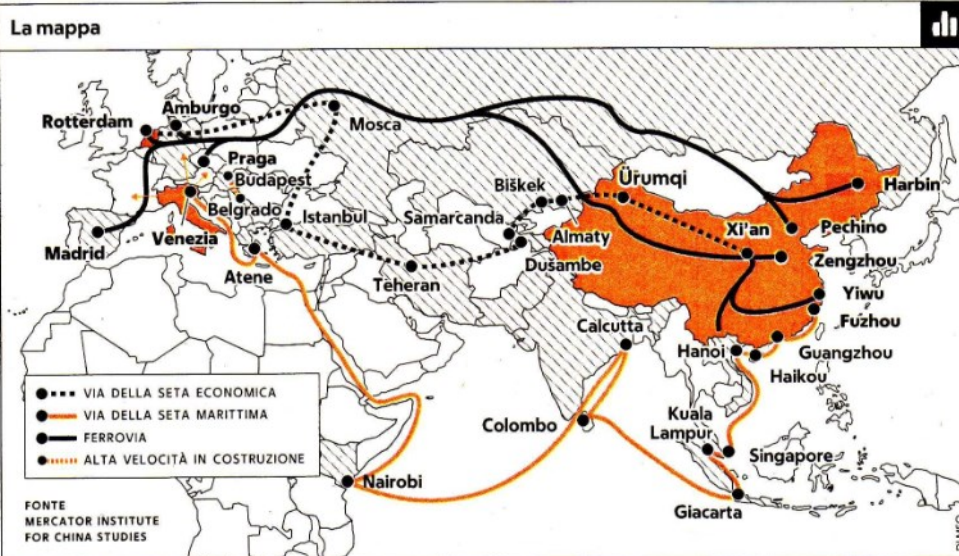 La mappa
Amburgo
Rotterdam
Mosca
Praga
Budapest
Ürumqi
Harbin
Biškek
Belgrado
Istanbul
Samarcanda
Xi'an
Pechino
Madrid
Venezia
Almaty
Zengzhou
Atene
Teheran
Dušambe
Yiwu
Fuzhou
Calcutta
Hanoi
Guangzhou
Haikou
VIA DELLA SETA ECONOMICA
VIA DELLA SETA MARITTIMA
FERROVIA
ALTA VELOCITÀ IN COSTRUZIONE
Colombo
Kuala
Lampur
Singapore
Nairobi
Giacarta
FONTE
MERCATOR INSTITUTE
FOR CHINA STUDIES